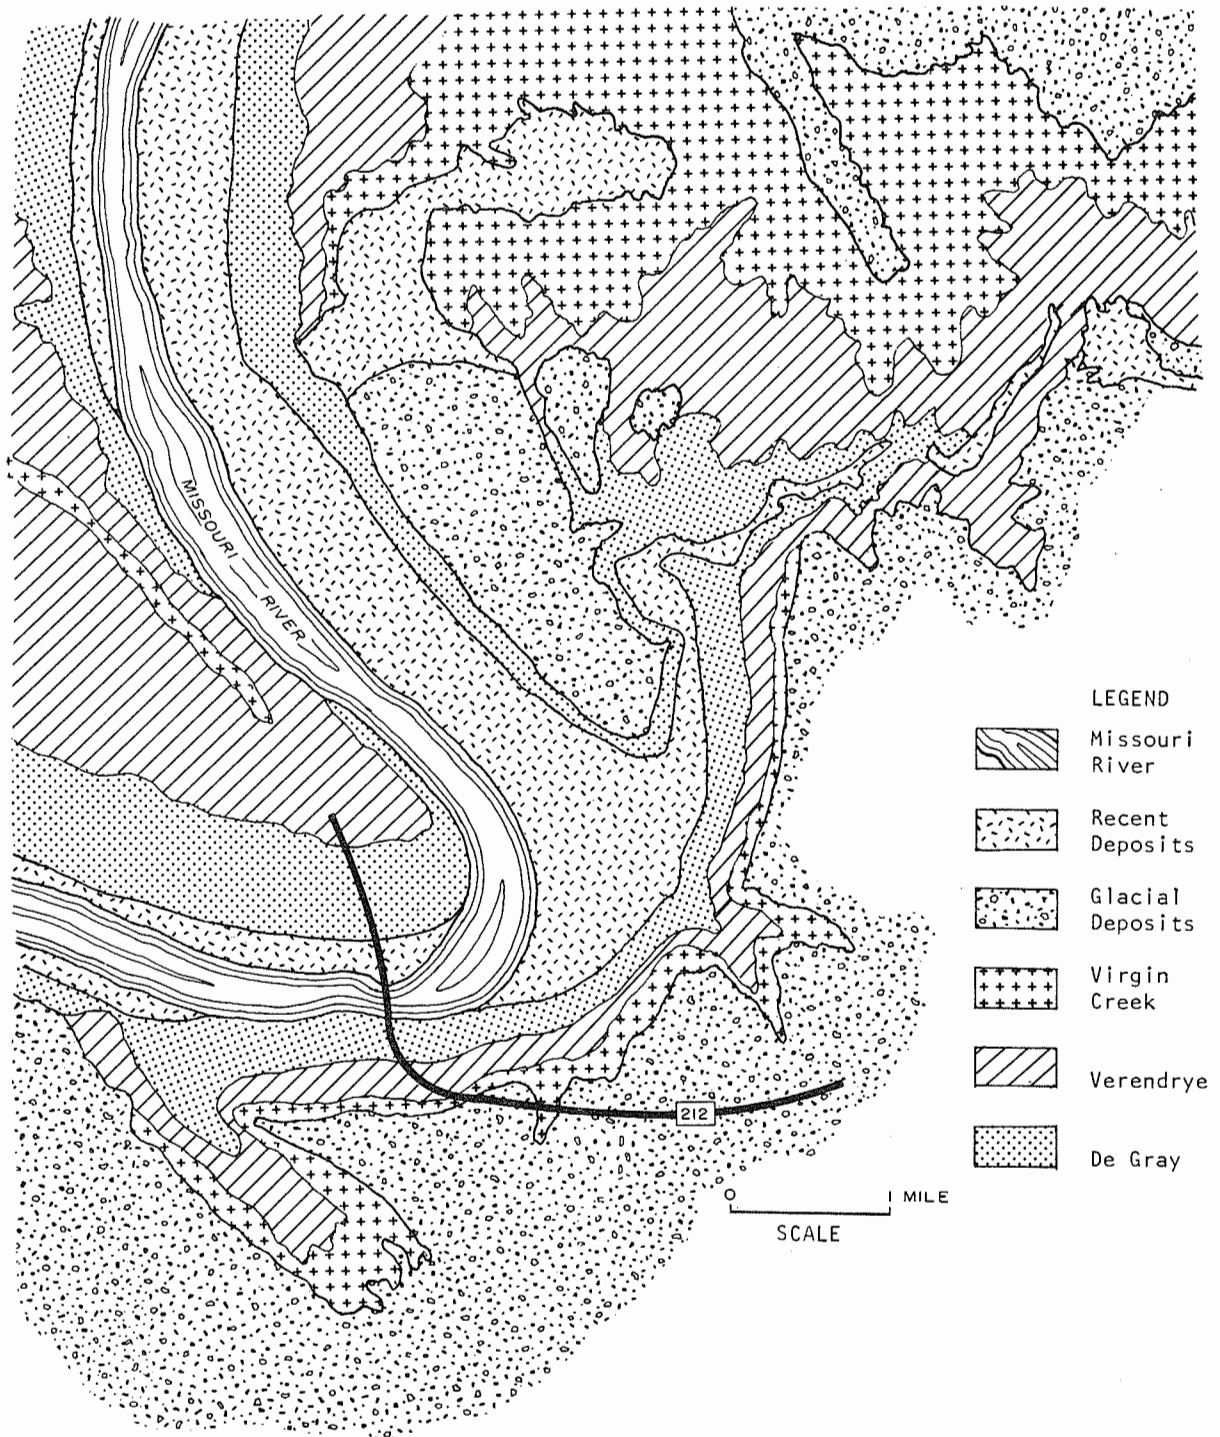 MISSOURI RIVER
LEGEND
Missouri
River
Recent
Deposits
Glacial
Deposits
Virgin
Creek
Verendrye
De Gray
212
0 1 MILE
SCALE